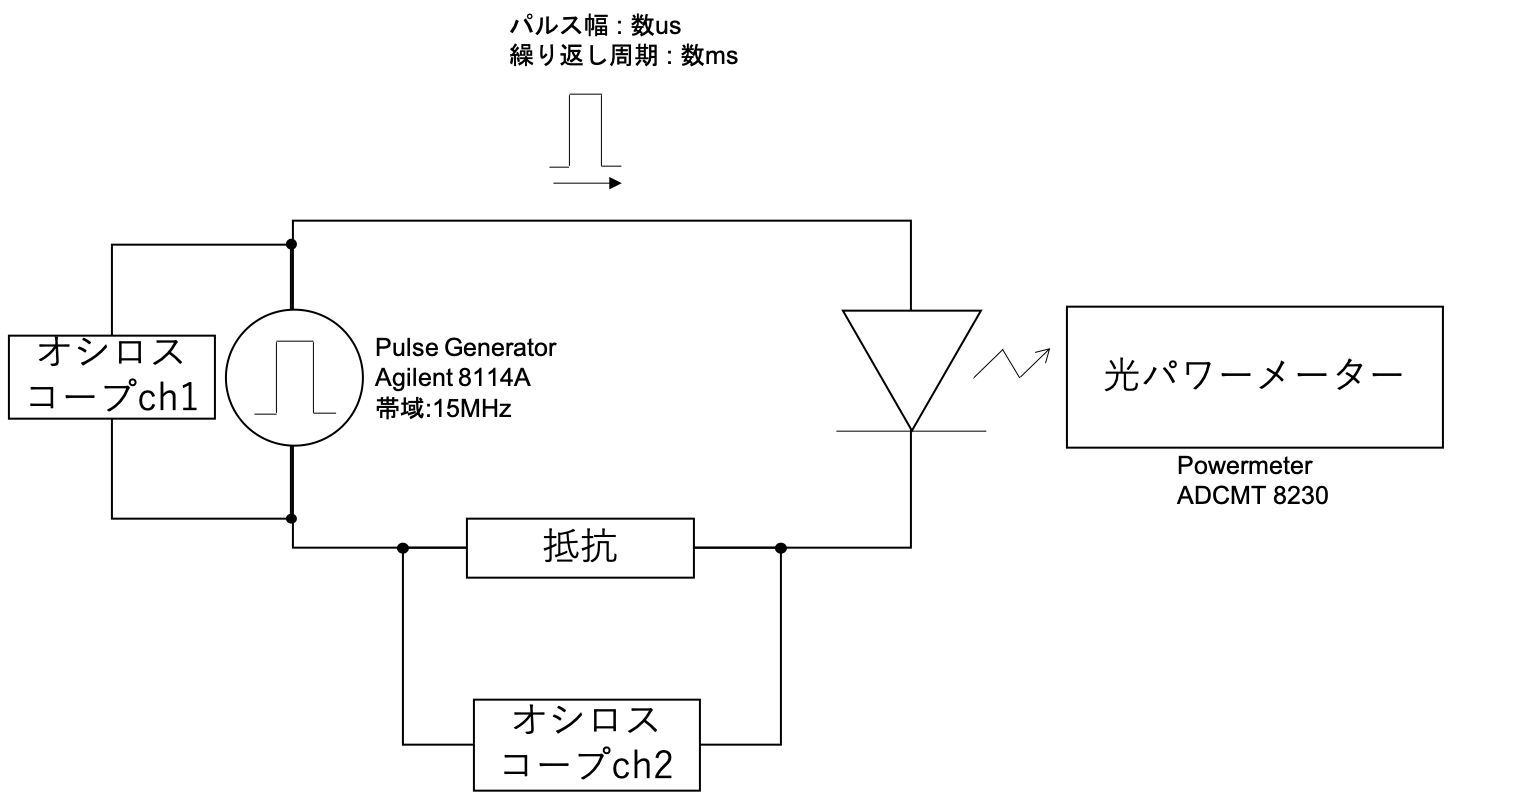 パルス幅 : 数us
繰り返し周期 : 数ms
オシロス
コープch1
Pulse Generator
Agilent 8114A
帯域:15MHz
光パワーメーター
Powermeter
ADCMT 8230
抵抗
オシロス
コープch2